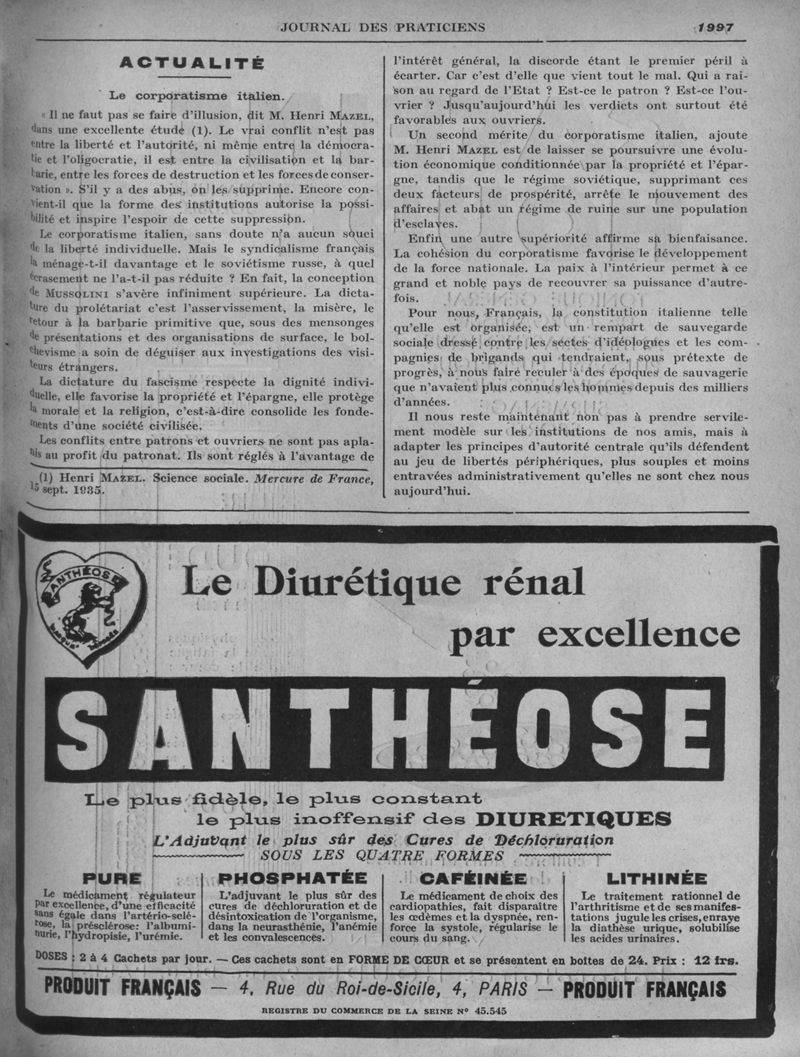 JOURNAL DES PRATICIENS
1997
ACTUALITÉ
Le corporatisme italien.
« Il ne faut pas se faire d'illusion, dit M. Henri MAZEL,
dans une excellente étude (1). Le vrai conflit n'est pas
entre la liberté et l'autorité, ni même entre la démocra-
tie et l'oligocratie, il est entre la civilisation et la bar-
barie, entre les forces de destruction et les forces de conser-
vation ». S'il y a des abus, on les supprime. Encore con-
vient-il que la forme des institutions autorise la possi-
bilité et inspire l'espoir de cette suppression.
Le corporatisme italien, sans doute n'a aucun souci
de la liberté individuelle. Mais le syndicalisme français
la ménage-t-il davantage et le soviétisme russe, à quel
écrasement ne l'a-t-il pas réduite ? En fait, la conception
de MUSSOLINI s'avère infiniment supérieure. La dicta-
ture du prolétariat c'est l'asservissement, la misère, le
retour à la barbarie primitive que, sous des mensonges
de présentations et des organisations de surface, le bol-
chevisme a soin de déguiser aux investigations des visi-
teurs étrangers.
La dictature du fascisme respecte la dignité indivi-
duelle, elle favorise la propriété et l'épargne, elle protège
la morale et la religion, c'est-à-dire consolide les fonde-
ments d'une société civilisée.
Les conflits entre patrons et ouvriers ne sont pas apla-
nis au profit du patronat. Ils sont réglés à l'avantage de
(1) Henri MAZEL. Science sociale. Mercure de France,
15 sept. 1935.
l'intérêt général, la discorde étant le premier péril à
écarter. Car c'est d'elle que vient tout le mal. Qui a rai-
son au regard de l'Etat ? Est-ce le patron ? Est-ce l'ou-
vrier ? Jusqu'aujourd'hui les verdicts ont surtout été
favorables aux ouvriers.
Un second mérite du corporatisme italien, ajoute
M. Henri MAZEL est de laisser se poursuivre une évolu-
tion économique conditionnée par la propriété et l'épar-
gne, tandis que le régime soviétique, supprimant ces
deux facteurs de prospérité, arrête le mouvement des
affaires et abat un régime de ruine sur une population
d'esclaves.
Enfin une autre supériorité affirme sa bienfaisance.
La cohésion du corporatisme favorise le développement
de la force nationale. La paix à l'intérieur permet à ce
grand et noble pays de recouvrer sa puissance d'autre-
fois.
Pour nous, Français, la constitution italienne telle
qu'elle est organisée, est un rempart de sauvegarde
sociale dressé contre les sectes d'idéologues et les com-
pagnies de brigands qui tendraient, sous prétexte de
progrès, à nous faire reculer à des époques de sauvagerie
que n'avaient plus connues les hommes depuis des milliers
d'années.
Il nous reste maintenant non pas à prendre servile-
ment modèle sur les institutions de nos amis, mais à
adapter les principes d'autorité centrale qu'ils défendent
au jeu de libertés périphériques, plus souples et moins
entravées administrativement qu'elles ne sont chez nous
aujourd'hui.
SANTHÉOSE
Le Diurétique rénal
par excellence
SANTHÉOSE
Le plus fidèle, le plus constant
le plus inoffensif des DIURETIQUES
L'Adjuvant le plus sûr des Cures de Déchloruration
SOUS LES QUATRE FORMES
PURE
Le médicament régulateur
par excellence, d'une efficacité
sans égale dans l'artério-sclé-
rose, la présclérose: l'albumi-
nurie, l'hydropisie, l'urémie.
PHOSPHATÉE
L'adjuvant le plus sûr des
cures de déchloruration et de
désintoxication de l'organisme,
dans la neurasthénie, l'anémie
et les convalescences.
CAFÉINÉE
Le médicament de choix des
cardiopathies, fait disparaître
les œdèmes et la dyspnée, ren-
force la systole, régularise le
cours du sang.
LITHINÉE
Le traitement rationnel de
l'arthritisme et de ses manifes-
tations jugule les crises, enraye
la diathèse urique, solubilise
les acides urinaires.
DOSES : 2 à 4 Cachets par jour. — Ces cachets sont en FORME DE CŒUR et se présentent en boîtes de 24. Prix : 12 frs.
PRODUIT FRANÇAIS — 4, Rue du Roi-de-Sicile, 4, PARIS — PRODUIT FRANÇAIS
REGISTRE DU COMMERCE DE LA SEINE Nº 45.545